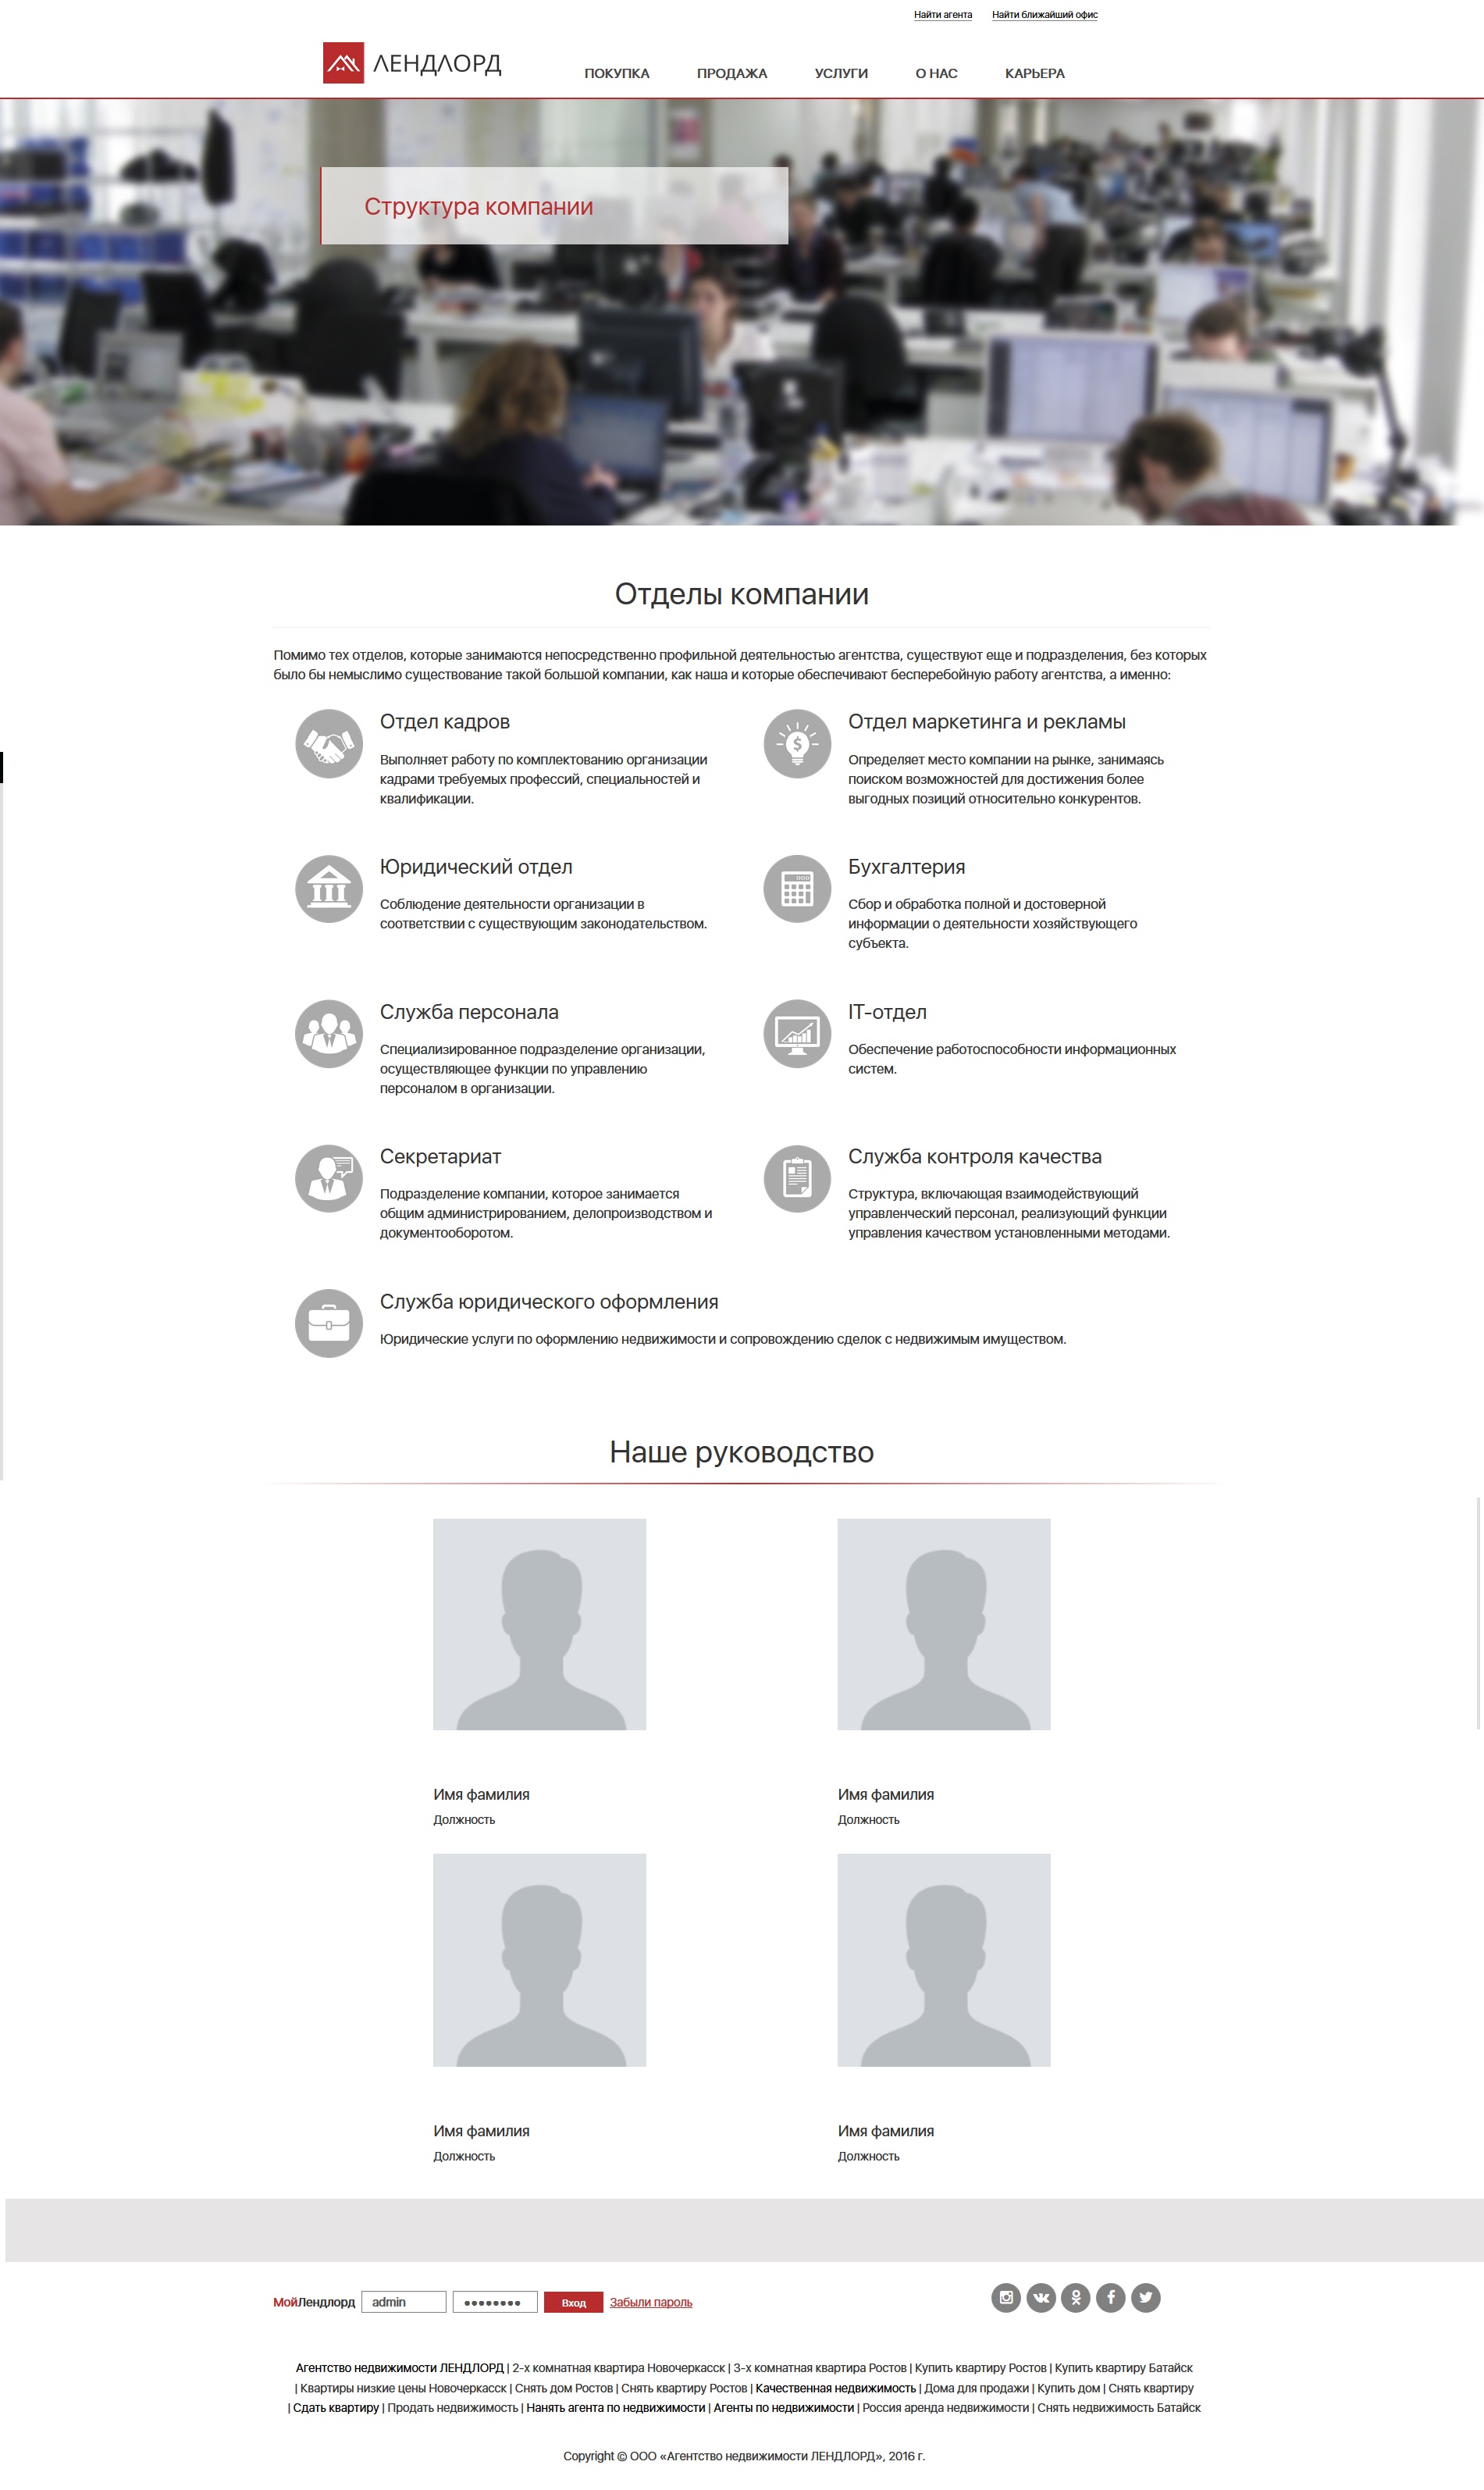 Найти агента Найти ближайший офис
ЛЕНДЛОРД
ПОКУПКА ПРОДАЖА УСЛУГИ О НАС КАРЬЕРА
Структура компании
Отделы компании
Помимо тех отделов, которые занимаются непосредственно профильной деятельностью агентства, существуют еще и подразделения, без которых
было бы немыслимо существование такой большой компании, как наша и которые обеспечивают бесперебойную работу агентства, а именно:
Отдел кадров
Выполняет работу по комплектованию организации
кадрами требуемых профессий, специальностей и
квалификации.
Отдел маркетинга и рекламы
Определяет место компании на рынке, занимаясь
поиском возможностей для достижения более
выгодных позиций относительно конкурентов.
Юридический отдел
Соблюдение деятельности организации в
соответствии с существующим законодательством.
Бухгалтерия
Сбор и обработка полной и достоверной
информации о деятельности хозяйствующего
субъекта.
Служба персонала
Специализированное подразделение организации,
осуществляющее функции по управлению
персоналом в организации.
IT-отдел
Обеспечение работоспособности информационных
систем.
Секретариат
Подразделение компании, которое занимается
общим администрированием, делопроизводством и
документооборотом.
Служба контроля качества
Структура, включающая взаимодействующий
управленческий персонал, реализующий функции
управления качеством установленными методами.
Служба юридического оформления
Юридические услуги по оформлению недвижимости и сопровождению сделок с недвижимым имуществом.
Наше руководство
Имя фамилия
Должность
Имя фамилия
Должность
Имя фамилия
Должность
Имя фамилия
Должность
МойЛендлорд admin •••••••• Вход Забыли пароль
Агентство недвижимости ЛЕНДЛОРД | 2-х комнатная квартира Новочеркасск | 3-х комнатная квартира Ростов | Купить квартиру Ростов | Купить квартиру Батайск
| Квартиры низкие цены Новочеркасск | Снять дом Ростов | Снять квартиру Ростов | Качественная недвижимость | Дома для продажи | Купить дом | Снять квартиру
| Сдать квартиру | Продать недвижимость | Нанять агента по недвижимости | Агенты по недвижимости | Россия аренда недвижимости | Снять недвижимость Батайск
Copyright © ООО «Агентство недвижимости ЛЕНДЛОРД», 2016 г.